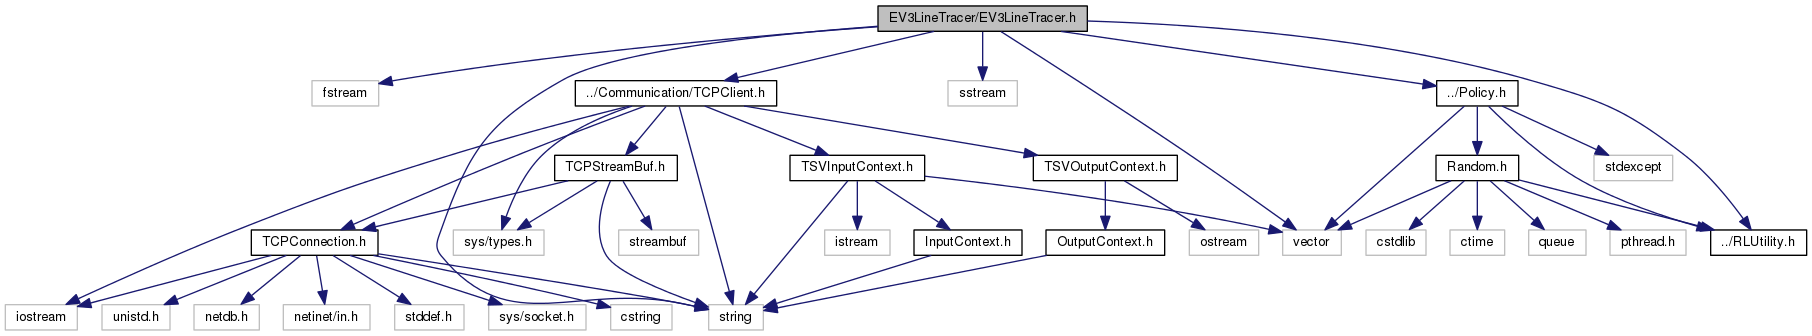 EV3LineTracer/EV3LineTracer.h
fstream
../Communication/TCPClient.h
sstream
../Policy.h
TCPStreamBuf.h
TSVInputContext.h
TSVOutputContext.h
Random.h
stdexcept
TCPConnection.h
sys/types.h
streambuf
istream
InputContext.h
OutputContext.h
ostream
vector
cstdlib
ctime
queue
pthread.h
../RLUtility.h
iostream
unistd.h
netdb.h
netinet/in.h
stddef.h
sys/socket.h
cstring
string